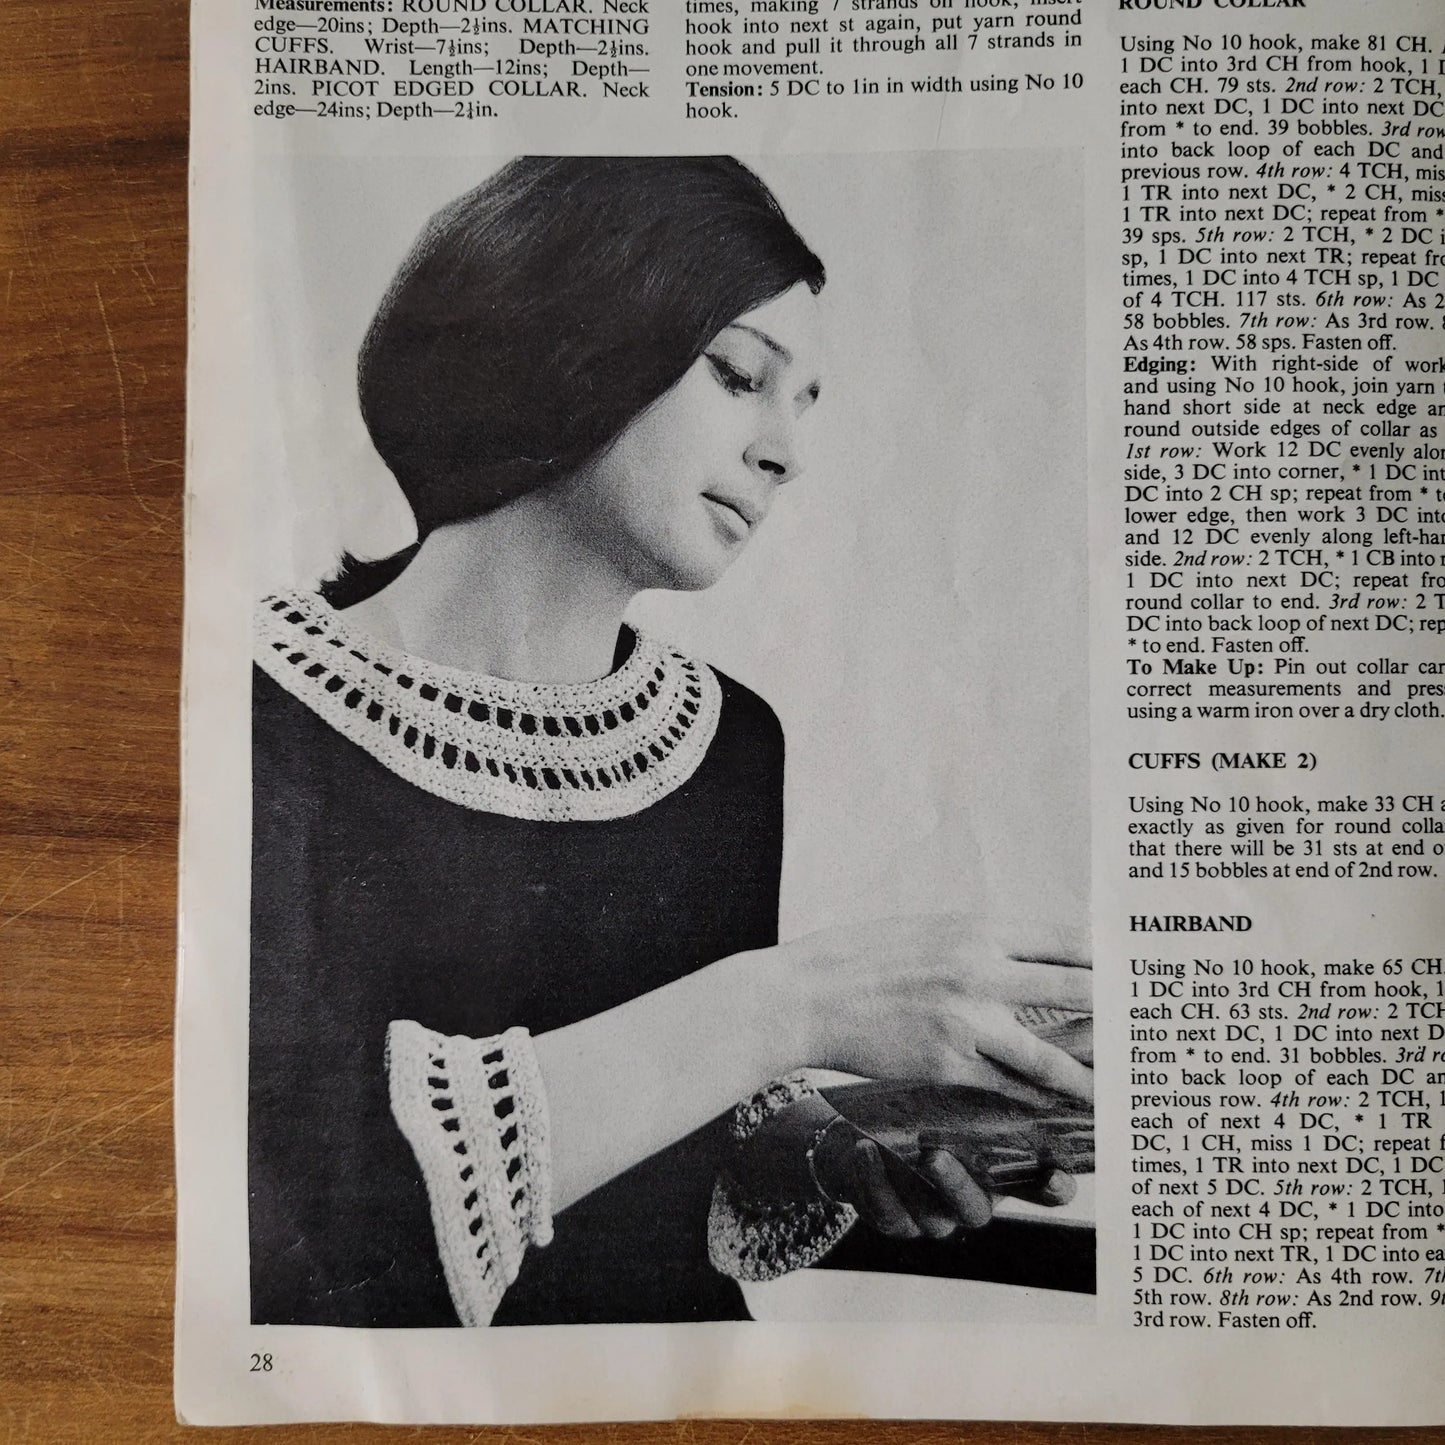 Measurements: ROUND COLLAR. Neck
edge—20ins; Depth—2½ins. MATCHING
CUFFS. Wrist—7½ins; Depth—2½ins.
HAIRBAND. Length—12ins; Depth—
2ins. PICOT EDGED COLLAR. Neck
edge—24ins; Depth—2¼in.
times, making 7 strands on hook, insert
hook into next st again, put yarn round
hook and pull it through all 7 strands in
one movement.
Tension: 5 DC to 1in in width using No 10
hook.
ROUND COLLAR
Using No 10 hook, make 81 CH.
1 DC into 3rd CH from hook, 1
each CH. 79 sts. 2nd row: 2 TCH,
into next DC, 1 DC into next DC
from * to end. 39 bobbles. 3rd row
into back loop of each DC and
previous row. 4th row: 4 TCH, mis
1 TR into next DC, * 2 CH, miss
1 TR into next DC; repeat from *
39 sps. 5th row: 2 TCH, * 2 DC i
sp, 1 DC into next TR; repeat fro
times, 1 DC into 4 TCH sp, 1 DC
of 4 TCH. 117 sts. 6th row: As 2
58 bobbles. 7th row: As 3rd row.
As 4th row. 58 sps. Fasten off.
Edging: With right-side of work
and using No 10 hook, join yarn
hand short side at neck edge an
round outside edges of collar as
1st row: Work 12 DC evenly alon
side, 3 DC into corner, * 1 DC int
DC into 2 CH sp; repeat from * to
lower edge, then work 3 DC into
and 12 DC evenly along left-han
side. 2nd row: 2 TCH, * 1 CB into
1 DC into next DC; repeat fro
round collar to end. 3rd row: 2 T
DC into back loop of next DC; rep
* to end. Fasten off.
To Make Up: Pin out collar car
correct measurements and pres
using a warm iron over a dry cloth.
CUFFS (MAKE 2)
Using No 10 hook, make 33 CH a
exactly as given for round colla
that there will be 31 sts at end o
and 15 bobbles at end of 2nd row.
HAIRBAND
Using No 10 hook, make 65 CH.
1 DC into 3rd CH from hook, 1
each CH. 63 sts. 2nd row: 2 TCH
into next DC, 1 DC into next D
from * to end. 31 bobbles. 3rd ro
into back loop of each DC an
previous row. 4th row: 2 TCH, 1
each of next 4 DC, * 1 TR
DC, 1 CH, miss 1 DC; repeat f
times, 1 TR into next DC, 1 DC
of next 5 DC. 5th row: 2 TCH, 1
each of next 4 DC, * 1 DC into
1 DC into CH sp; repeat from *
1 DC into next TR, 1 DC into ea
5 DC. 6th row: As 4th row. 7th
5th row. 8th row: As 2nd row. 9t
3rd row. Fasten off.
28